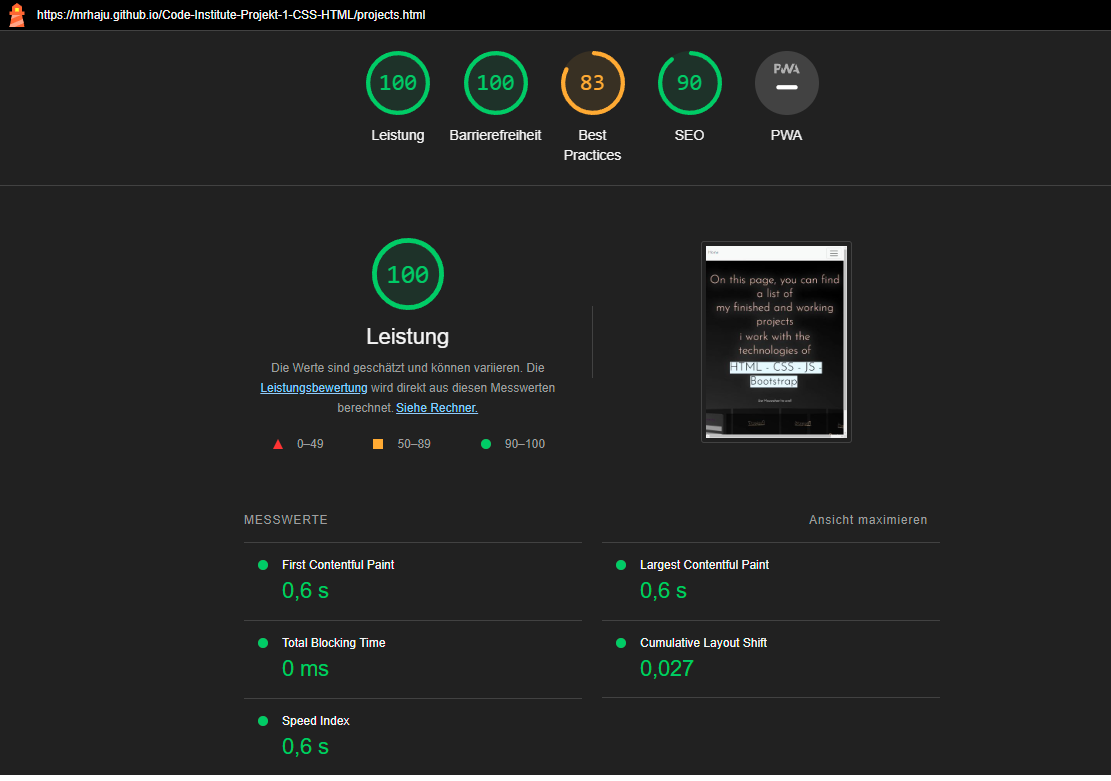 https://mrhaju.github.io/Code-Institute-Projekt-1-CSS-HTML/projects.html
100
100
83
90
PWA
Leistung
Barrierefreiheit
Best
Practices
SEO
PWA
100
Leistung
Die Werte sind geschätzt und können variieren. Die
Leistungsbewertung wird direkt aus diesen Messwerten
berechnet. Siehe Rechner.
0–49
50–89
90–100
On this page, you can find
a list of
my finished and working
projects
i work with the
technologies of
HTML - CSS - JS -
Bootstrap
MESSWERTE
Ansicht maximieren
First Contentful Paint
0,6 s
Largest Contentful Paint
0,6 s
Total Blocking Time
0 ms
Cumulative Layout Shift
0,027
Speed Index
0,6 s